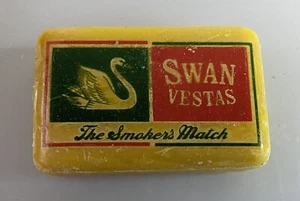 SWAN
VESTAS
The Smoker's Match